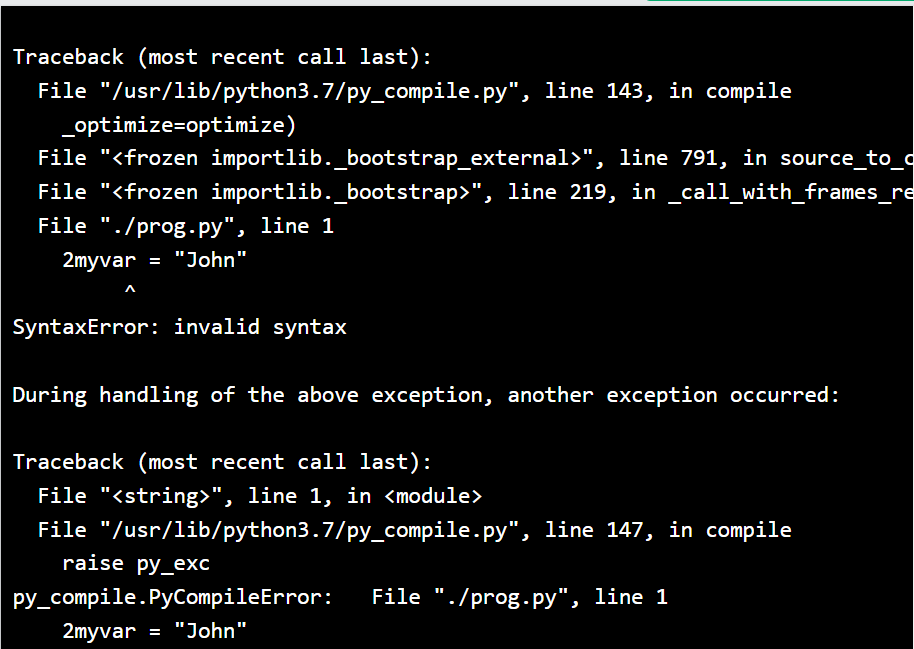 Traceback (most recent call last):
  File "/usr/lib/python3.7/py_compile.py", line 143, in compile
    _optimize=optimize)
  File "<frozen importlib._bootstrap_external>", line 791, in source_to_c
  File "<frozen importlib._bootstrap>", line 219, in _call_with_frames_re
  File "./prog.py", line 1
    2myvar = "John"
         ^
SyntaxError: invalid syntax

During handling of the above exception, another exception occurred:

Traceback (most recent call last):
  File "<string>", line 1, in <module>
  File "/usr/lib/python3.7/py_compile.py", line 147, in compile
    raise py_exc
py_compile.PyCompileError:   File "./prog.py", line 1
    2myvar = "John"